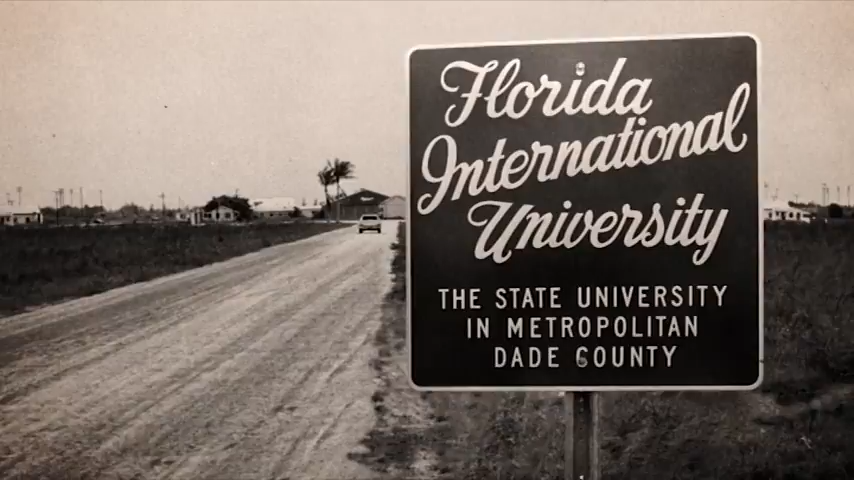 Florida
International
University
THE STATE UNIVERSITY
IN METROPOLITAN
DADE COUNTY